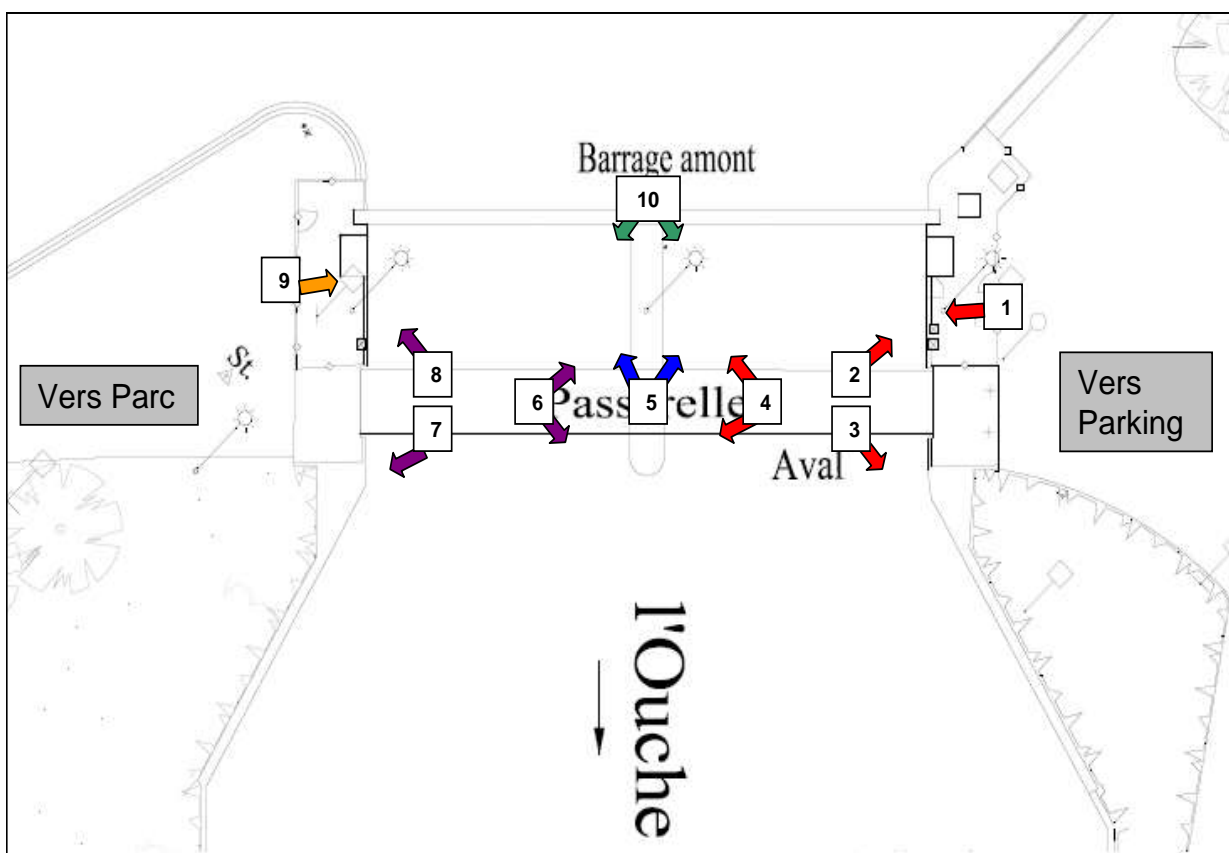 Barrage amont
10
9
1
St.
8
2
Vers Parc
6
Passerelle
5
4
Vers
Parking
7
3
Aval
l'Ouche